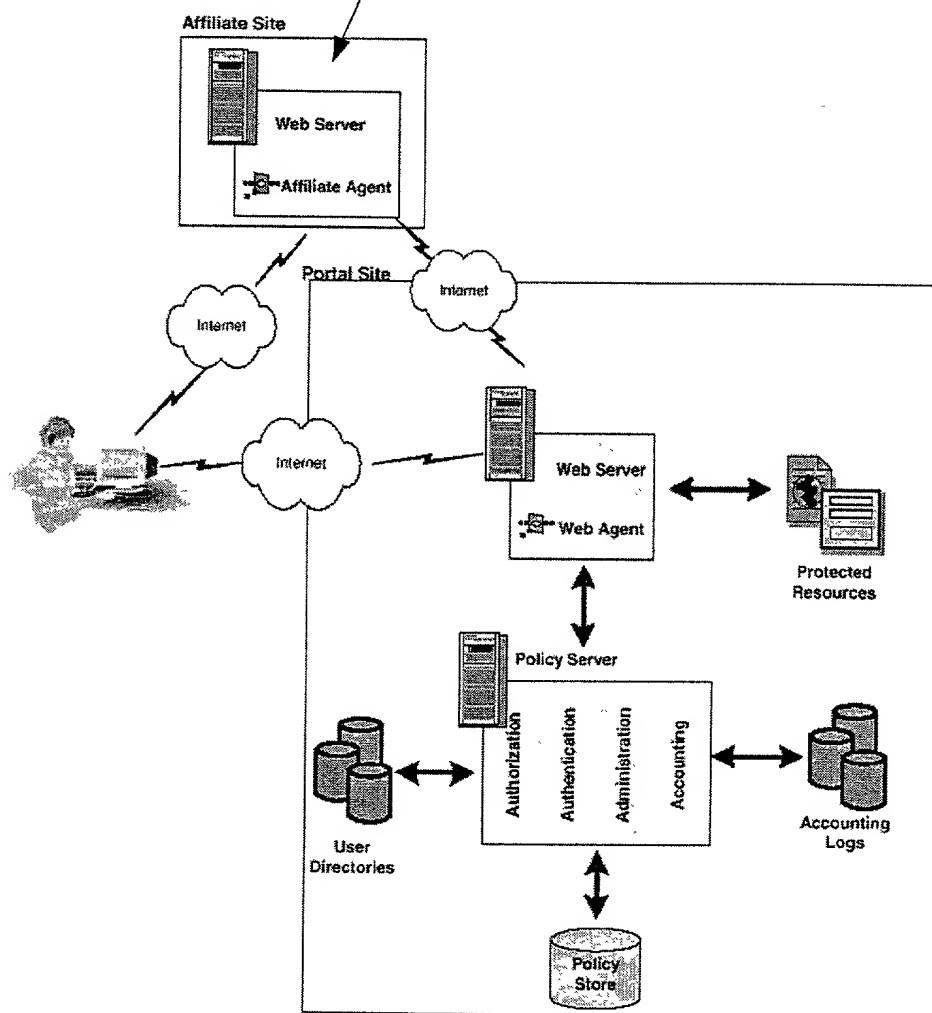 Affiliate Site
Web Server
Affiliate Agent
Portal Site
Internet
Internet
Internet
Web Server
Web Agent
Protected
Resources
Policy Server
Authorization
Authentication
Administration
Accounting
User
Directories
Accounting
Logs
Policy
Store